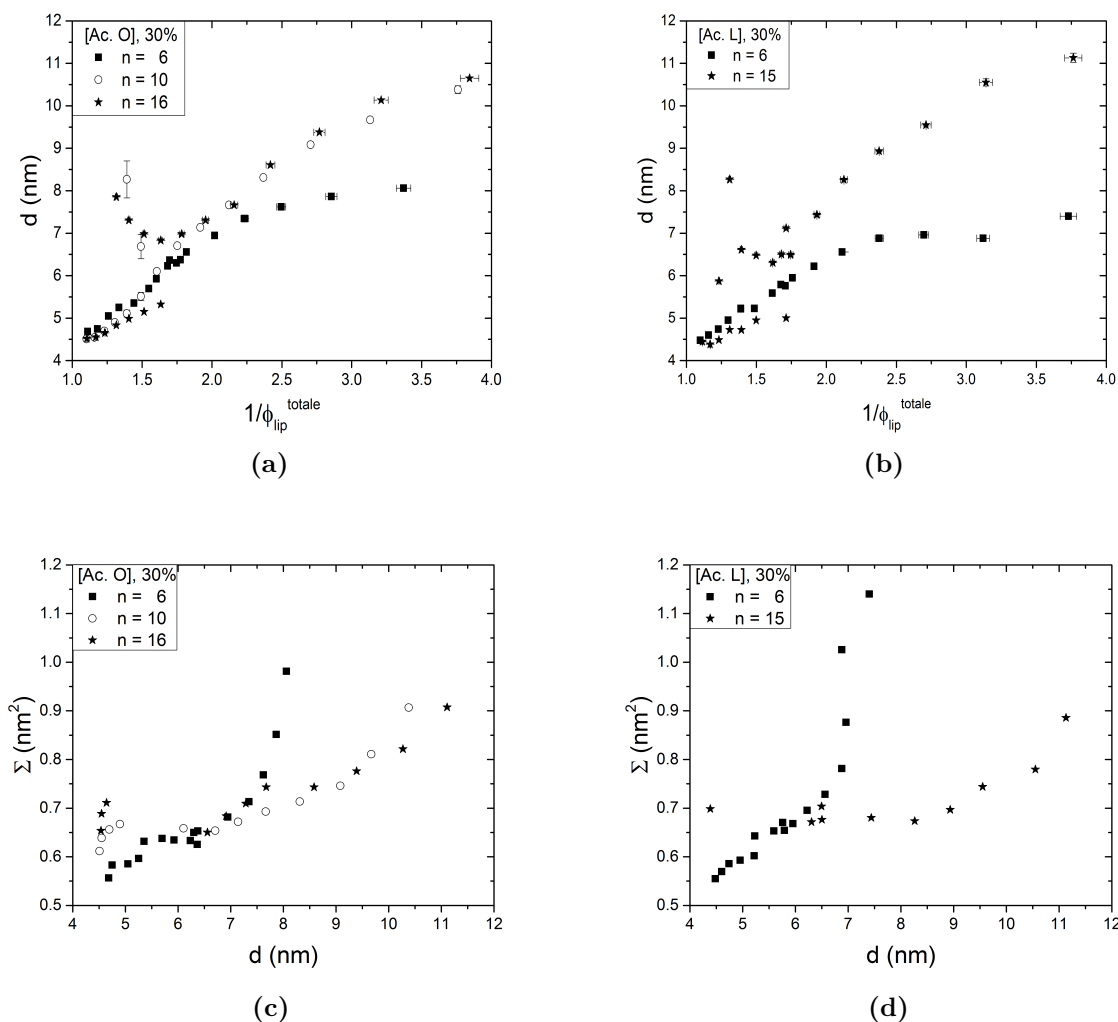 [Ac. O], 30%
n = 6
n = 10
n = 16
d (nm)
12
11
10
9
8
7
6
5
4
1.0 1.5 2.0 2.5 3.0 3.5 4.0
1/ϕ_lip^totale
(a)
[Ac. L], 30%
n = 6
n = 15
d (nm)
12
11
10
9
8
7
6
5
4
1.0 1.5 2.0 2.5 3.0 3.5 4.0
1/ϕ_lip^totale
(b)
[Ac. O], 30%
n = 6
n = 10
n = 16
Σ (nm²)
1.2
1.1
1.0
0.9
0.8
0.7
0.6
0.5
4 5 6 7 8 9 10 11 12
d (nm)
(c)
[Ac. L], 30%
n = 6
n = 15
Σ (nm²)
1.2
1.1
1.0
0.9
0.8
0.7
0.6
0.5
4 5 6 7 8 9 10 11 12
d (nm)
(d)